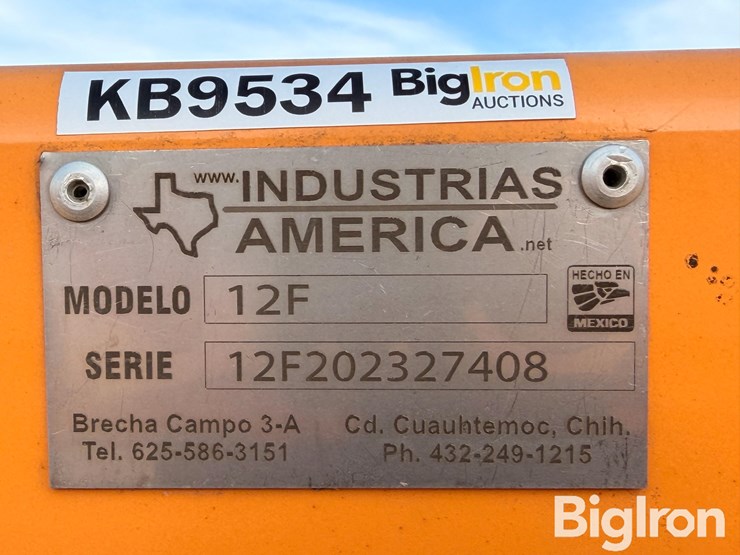 KB9534 BigIron
AUCTIONS
www. INDUSTRIAS
AMERICA .net
MODELO 12F
HECHO EN
MEXICO
SERIE 12F202327408
Brecha Campo 3-A Cd. Cuauhtemoc, Chih.
Tel. 625-586-3151 Ph. 432-249-1215
BigIron